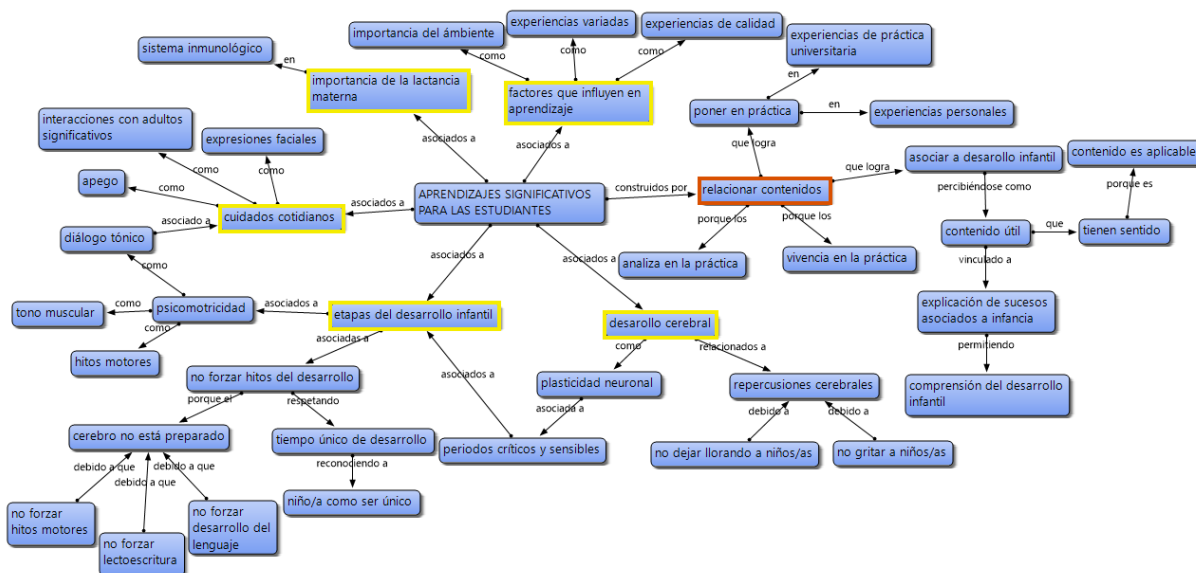 experiencias variadas
experiencias de calidad
importancia del ámbiente
experiencias de práctica
universitaria
sistema inmunológico
como
como
como
en
importancia de la lactancia
materna
factores que influyen en
aprendizaje
en
poner en práctica
en
experiencias personales
interacciones con adultos
significativos
expresiones faciales
asociados a
asociados a
que logra
que logra
asociar a desarollo infantil
contenido es aplicable
como
como
apego
como
construidos por
relacionar contenidos
percibiéndose como
porque es
APRENDIZAJES SIGNIFICATIVOS
PARA LAS ESTUDIANTES
asociados a
cuidados cotidianos
asociado a
porque los
porque los
diálogo tónico
contenido útil
que
tienen sentido
analiza en la práctica
vivencia en la práctica
asociados a
asociados a
vinculado a
como
tono muscular
como
psicomotricidad
asociados a
etapas del desarrollo infantil
desarollo cerebral
explicación de sucesos
asociados a infancia
como
asociadas a
como
relacionados a
permitiendo
hitos motores
no forzar hitos del desarrollo
asociados a
plasticidad neuronal
repercusiones cerebrales
comprensión del desarrollo
infantil
porque el
respetando
asociada a
debido a
debido a
cerebro no está preparado
tiempo único de desarrollo
periodos críticos y sensibles
no dejar llorando a niños/as
no gritar a niños/as
debido a que
debido a que
debido a que
reconociendo a
niño/a como ser único
no forzar
hitos motores
no forzar
desarrollo del
lenguaje
no forzar
lectoescritura